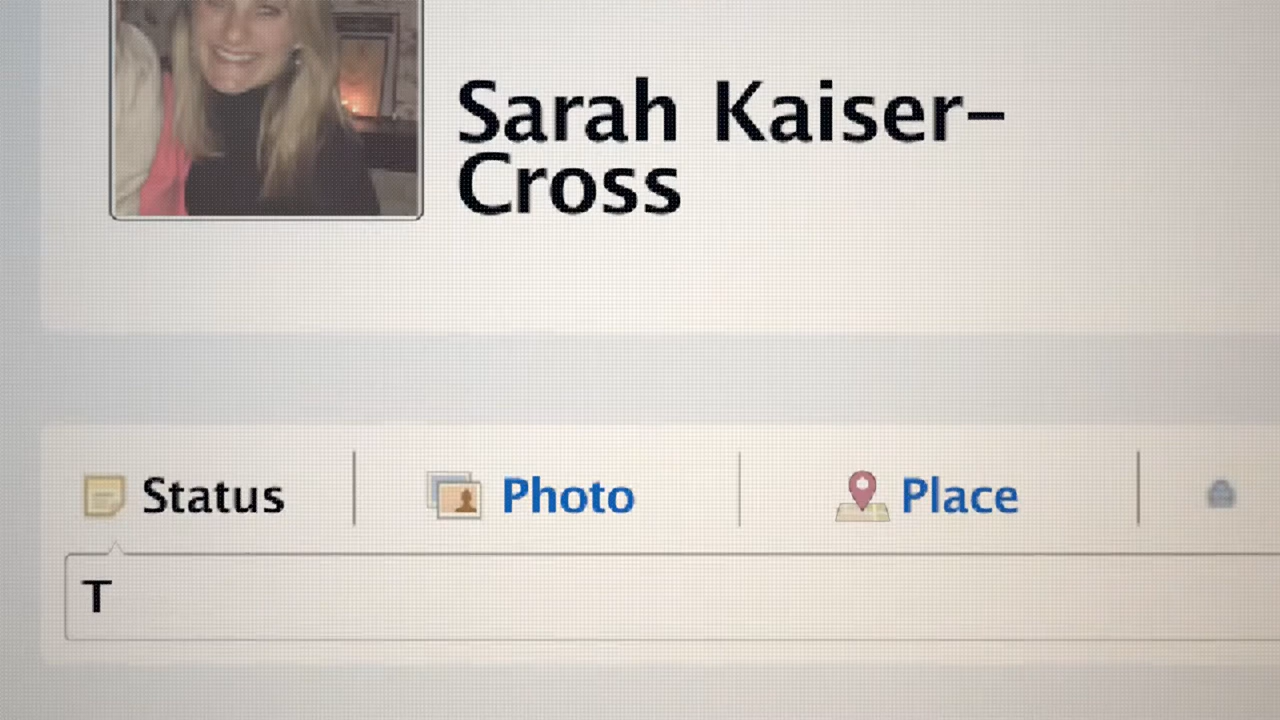 Sarah Kaiser-
Cross
Status
Photo
Place
T